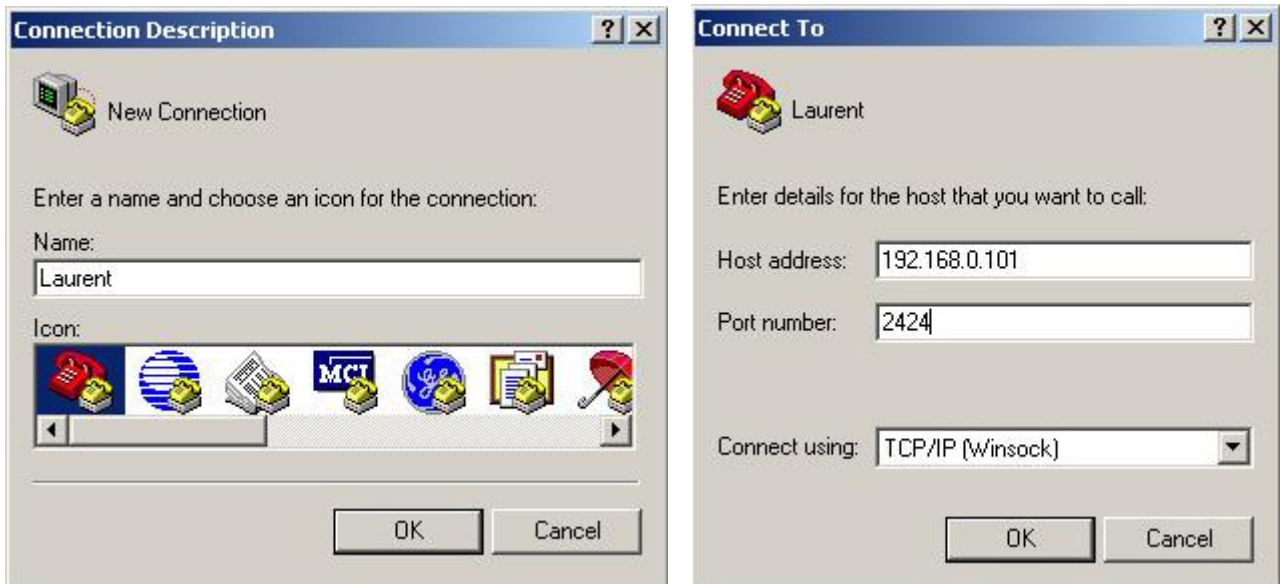 Connection Description
New Connection
Enter a name and choose an icon for the connection:
Name:
Laurent
Icon:
MCI
OK Cancel
Connect To
Laurent
Enter details for the host that you want to call:
Host address: 192.168.0.101
Port number: 2424
Connect using: TCP/IP (Winsock)
OK Cancel